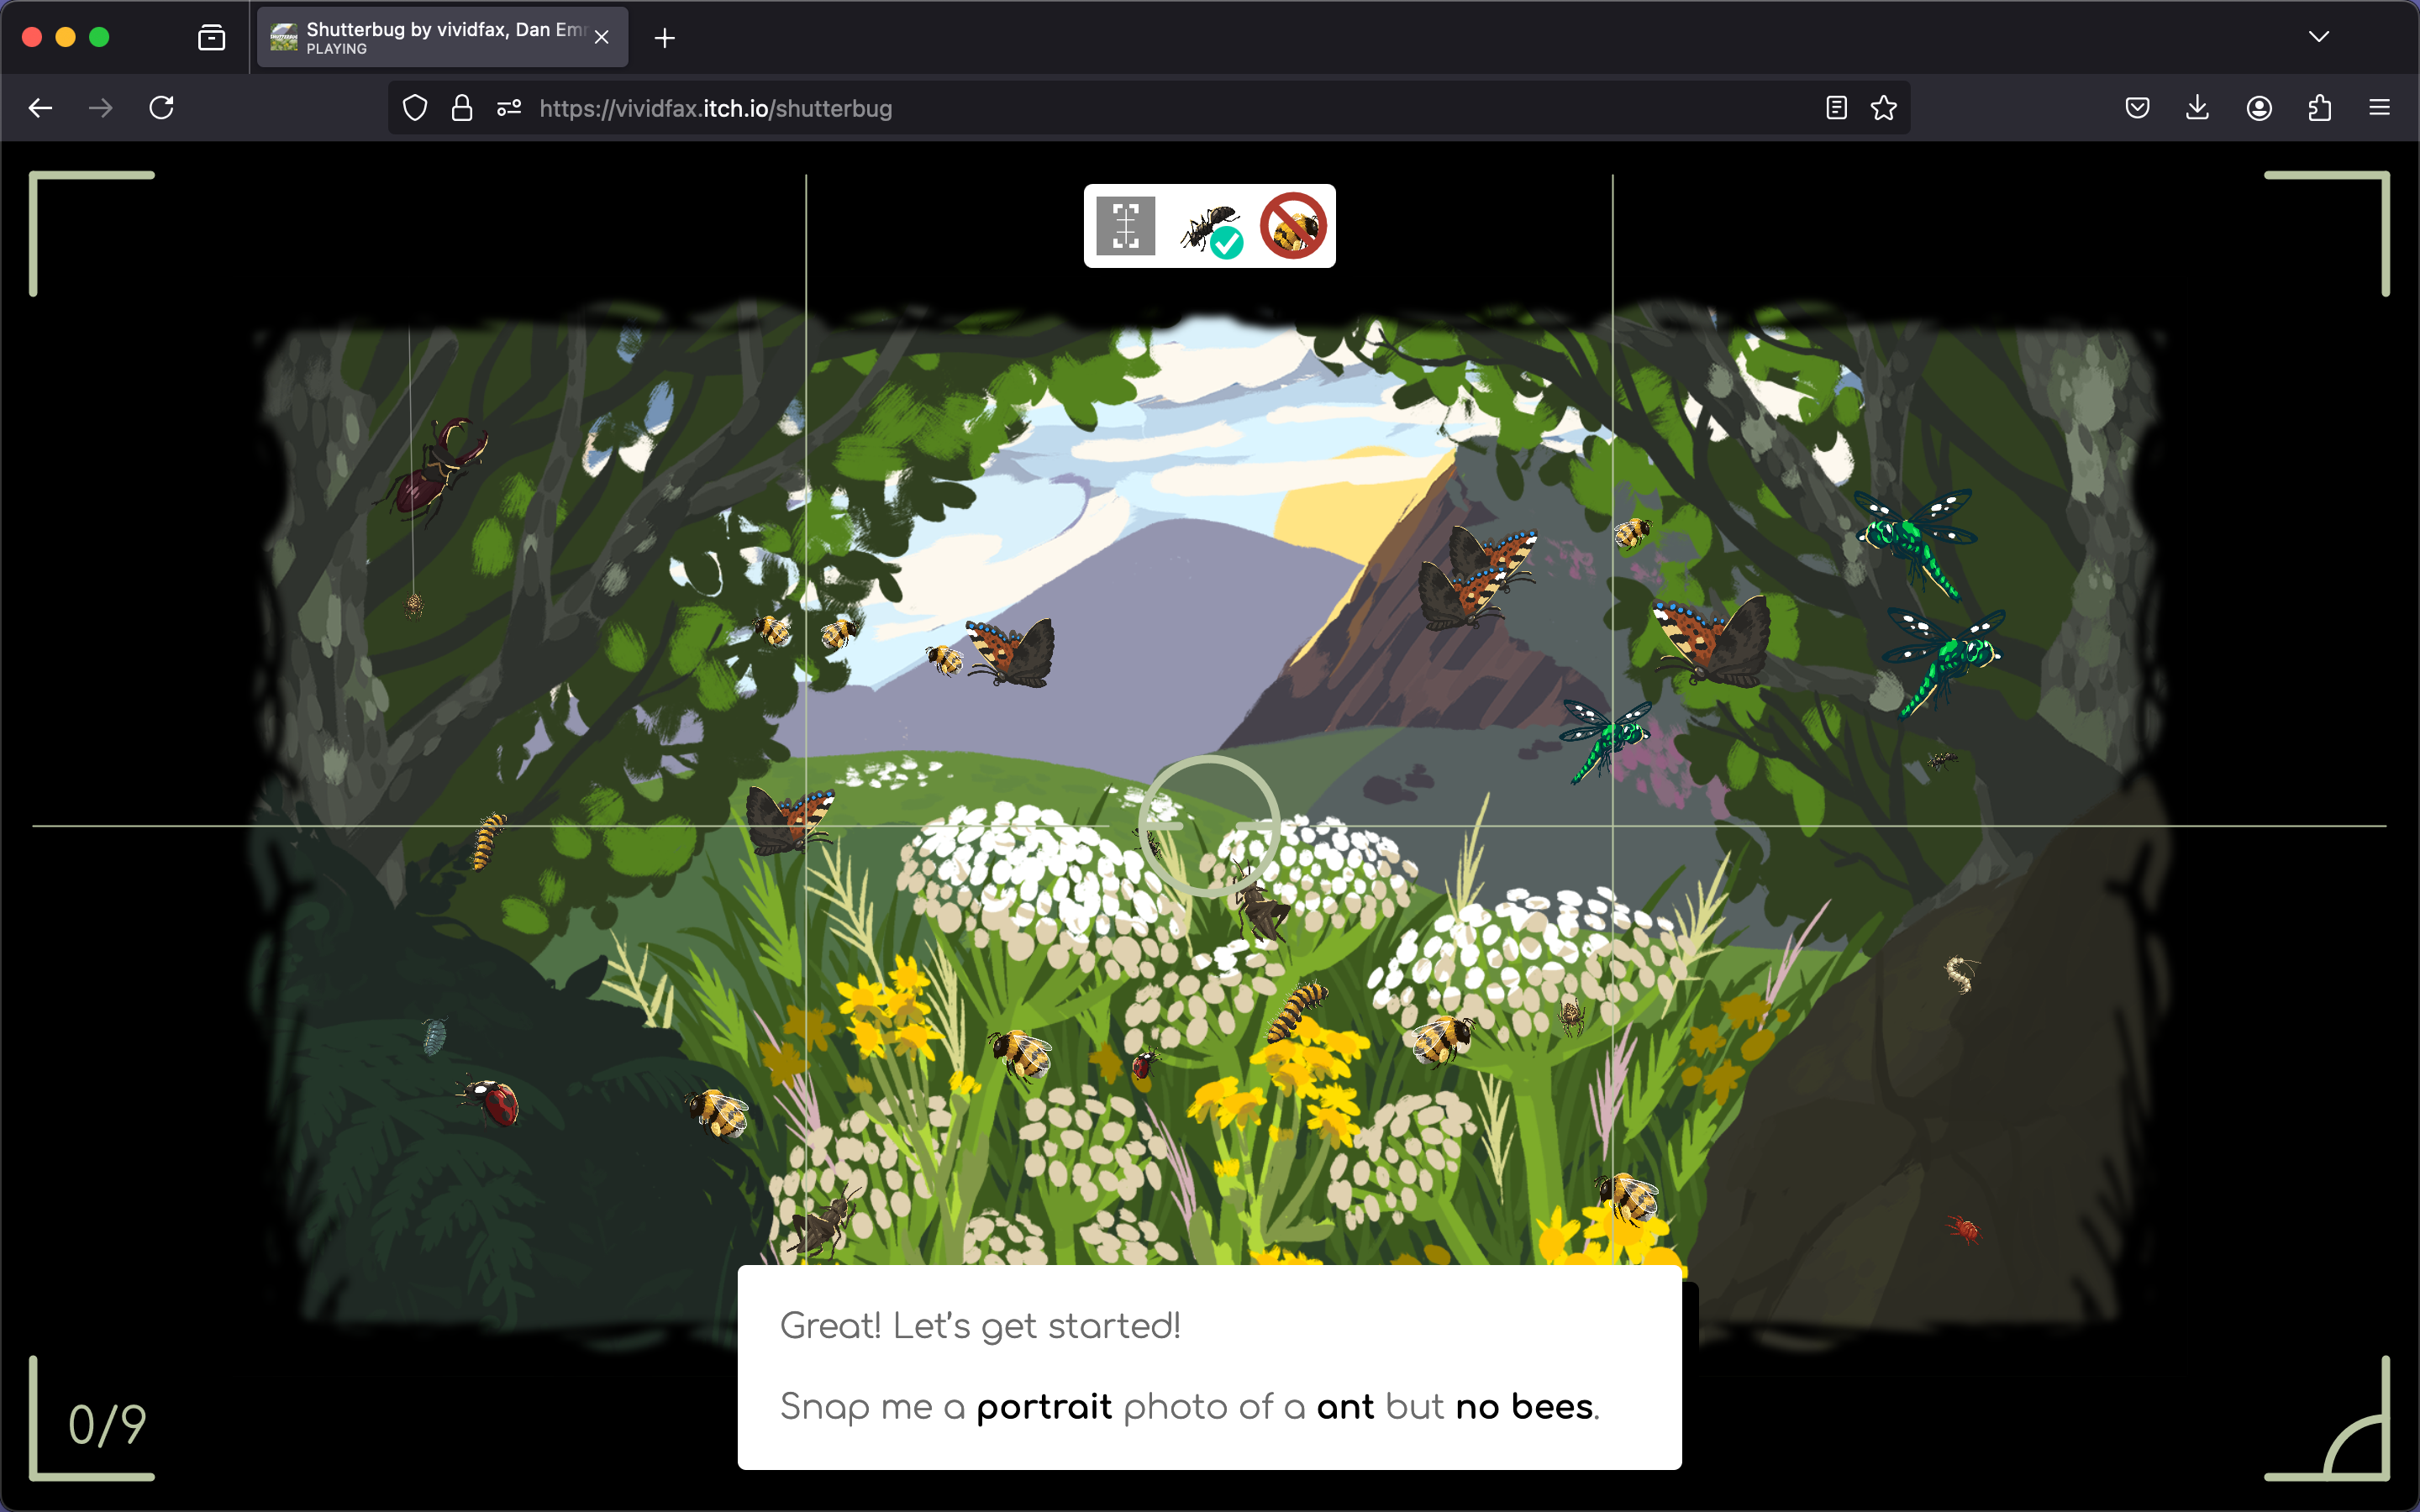 Shutterbug by vividfax, Dan Em
PLAYING
https://vividfax.itch.io/shutterbug
Great! Let's get started!
Snap me a portrait photo of a ant but no bees.
0/9